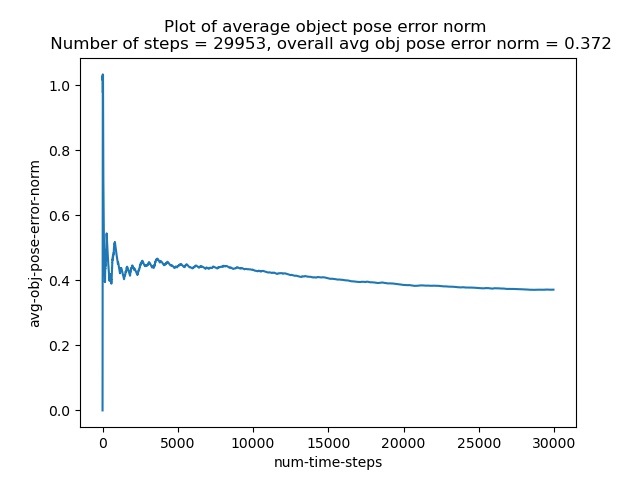 Plot of average object pose error norm
Number of steps = 29953, overall avg obj pose error norm = 0.372
avg-obj-pose-error-norm
1.0
0.8
0.6
0.4
0.2
0.0
0 5000 10000 15000 20000 25000 30000
num-time-steps